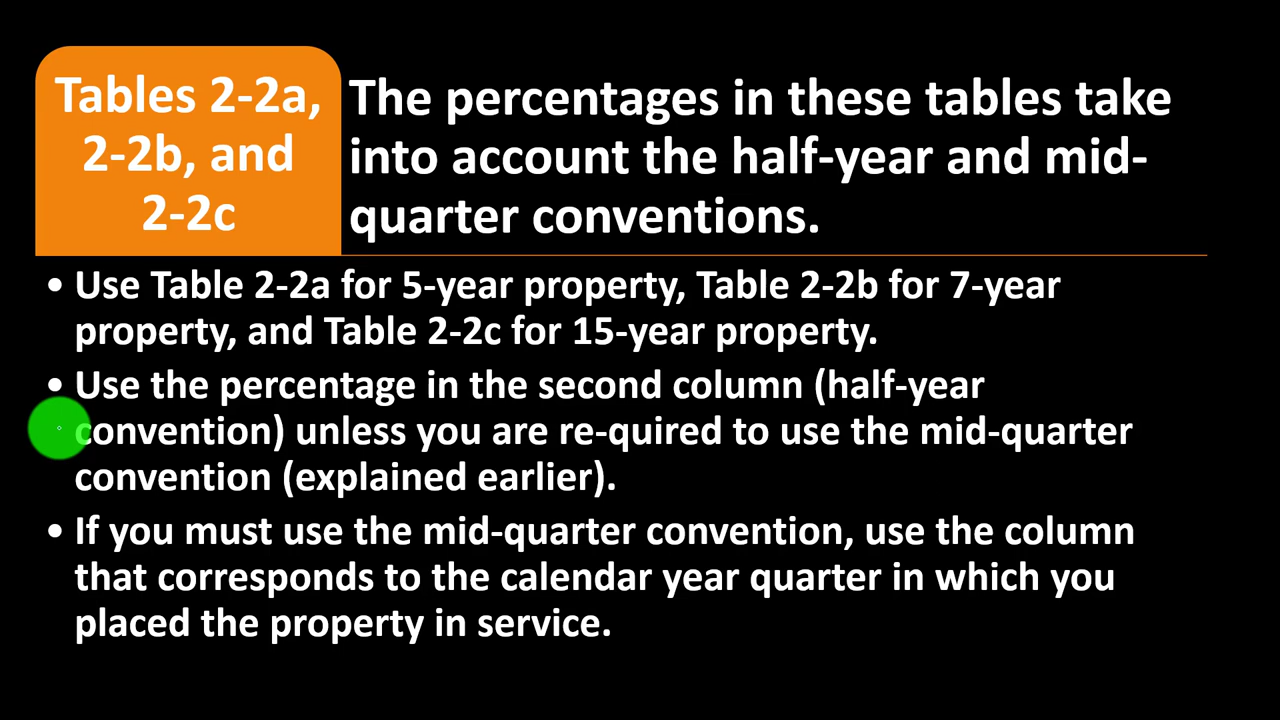 Tables 2-2a,
2-2b, and
2-2c
The percentages in these tables take
into account the half-year and mid-
quarter conventions.
• Use Table 2-2a for 5-year property, Table 2-2b for 7-year
property, and Table 2-2c for 15-year property.
• Use the percentage in the second column (half-year
convention) unless you are re-quired to use the mid-quarter
convention (explained earlier).
• If you must use the mid-quarter convention, use the column
that corresponds to the calendar year quarter in which you
placed the property in service.